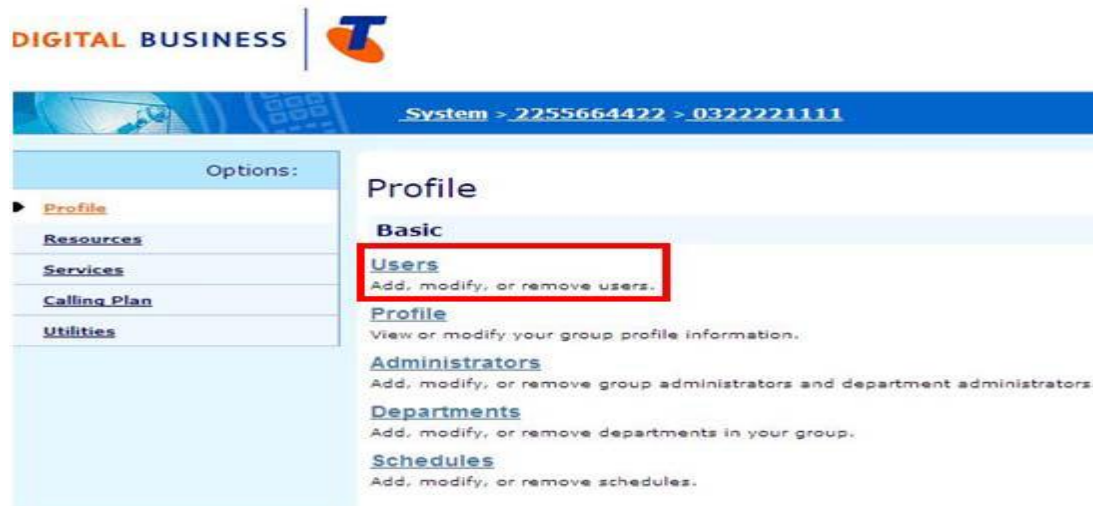 DIGITAL BUSINESS
System > 2255664422 > 0322221111
Options:
Profile
Resources
Services
Calling Plan
Utilities
Profile
Basic
Users
Add, modify, or remove users.
Profile
View or modify your group profile information.
Administrators
Add, modify, or remove group administrators and department administrators
Departments
Add, modify, or remove departments in your group.
Schedules
Add, modify, or remove schedules.